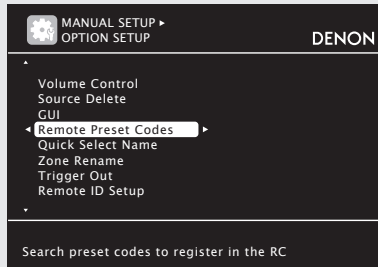 MANUAL SETUP ▸
OPTION SETUP
DENON
Volume Control
Source Delete
GUI
Remote Preset Codes
Quick Select Name
Zone Rename
Trigger Out
Remote ID Setup
Search preset codes to register in the RC